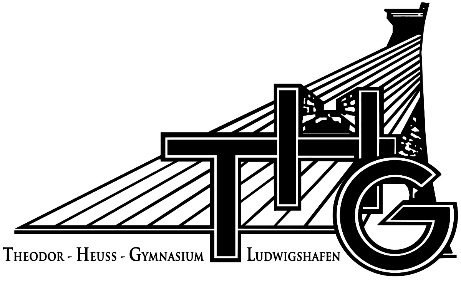 THG
THEODOR - HEUSS - GYMNASIUM LUDWIGSHAFEN